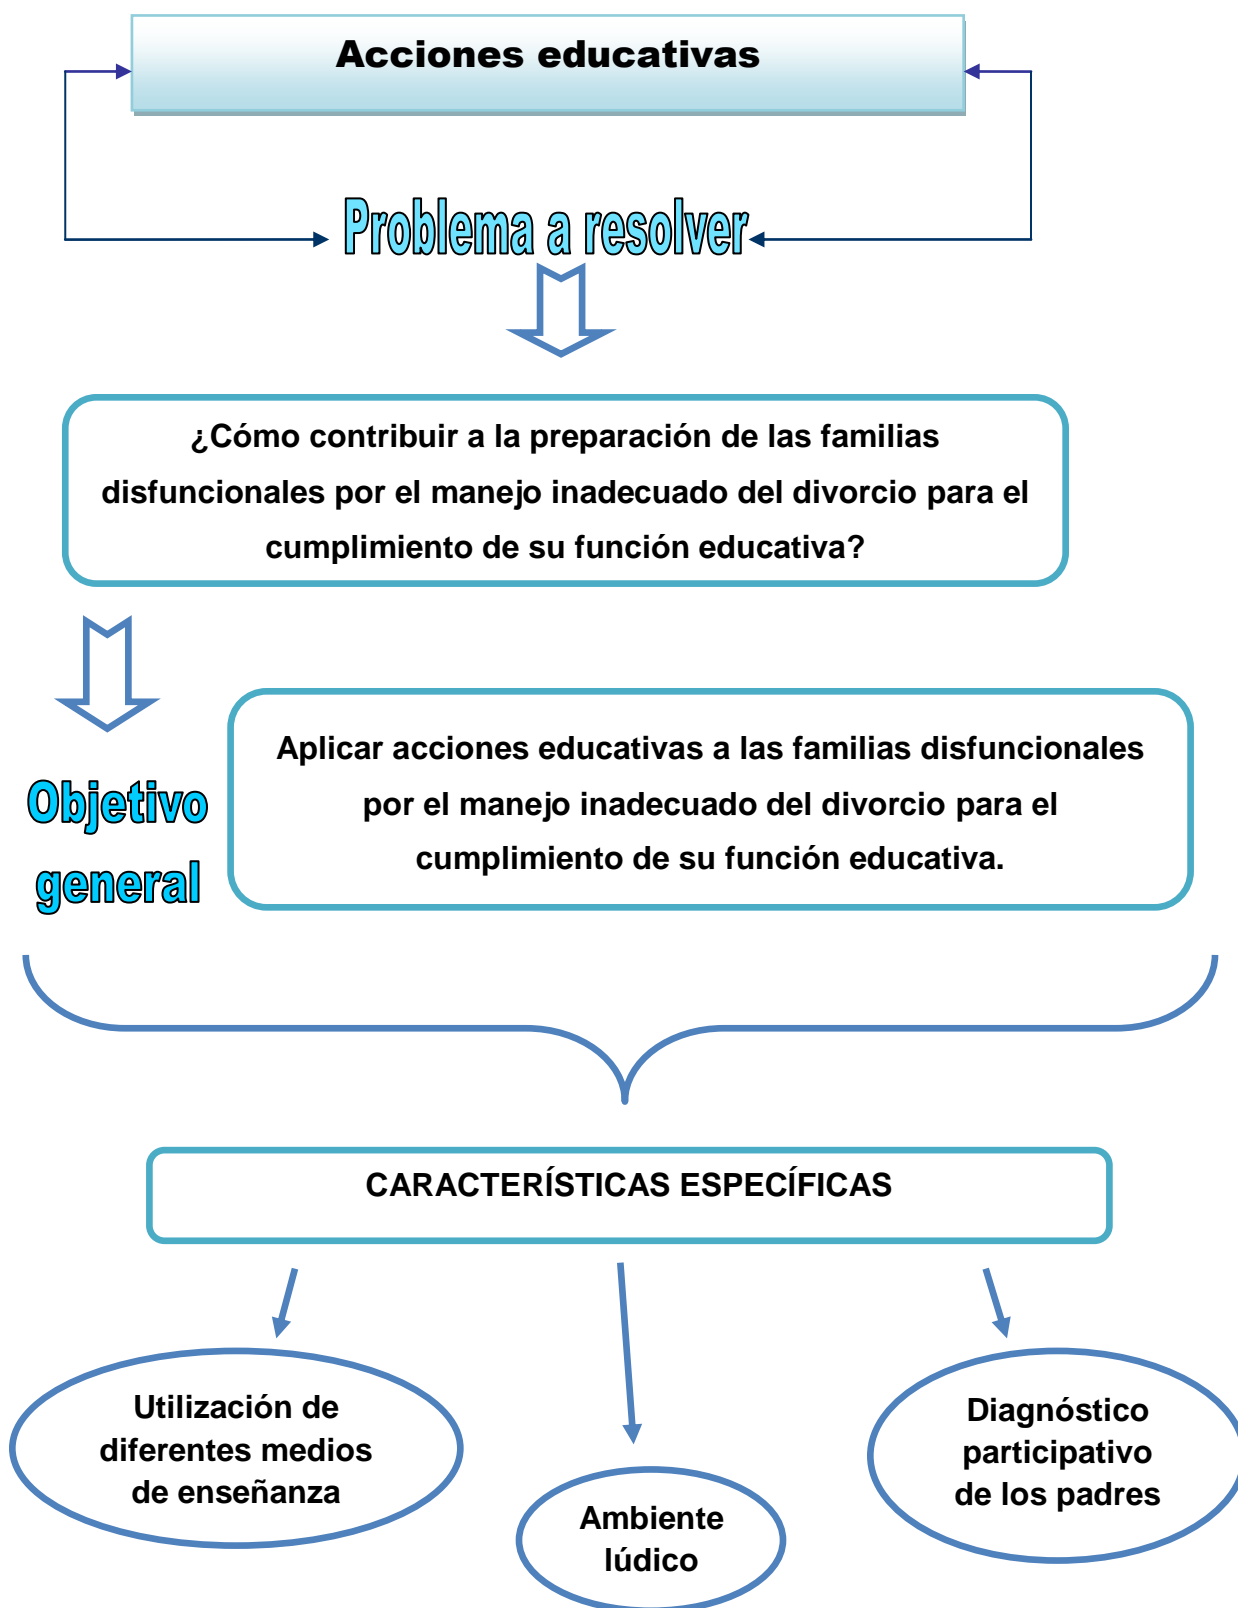 Acciones educativas
Problema a resolver
¿Cómo contribuir a la preparación de las familias
disfuncionales por el manejo inadecuado del divorcio para el
cumplimiento de su función educativa?
Objetivo
general
Aplicar acciones educativas a las familias disfuncionales
por el manejo inadecuado del divorcio para el
cumplimiento de su función educativa.
CARACTERÍSTICAS ESPECÍFICAS
Utilización de
diferentes medios
de enseñanza
Ambiente
lúdico
Diagnóstico
participativo
de los padres